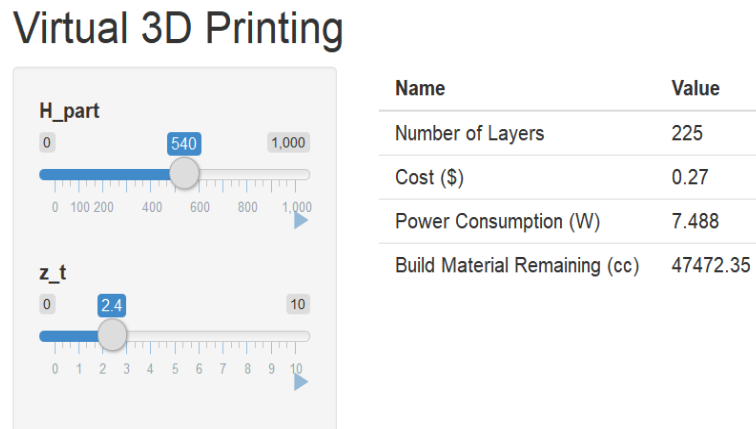 Virtual 3D Printing
H_part
0 540 1,000
0 100 200 400 600 800 1,000
z_t
0 2.4 10
0 1 2 3 4 5 6 7 8 9 10
Name Value
Number of Layers 225
Cost ($) 0.27
Power Consumption (W) 7.488
Build Material Remaining (cc) 47472.35